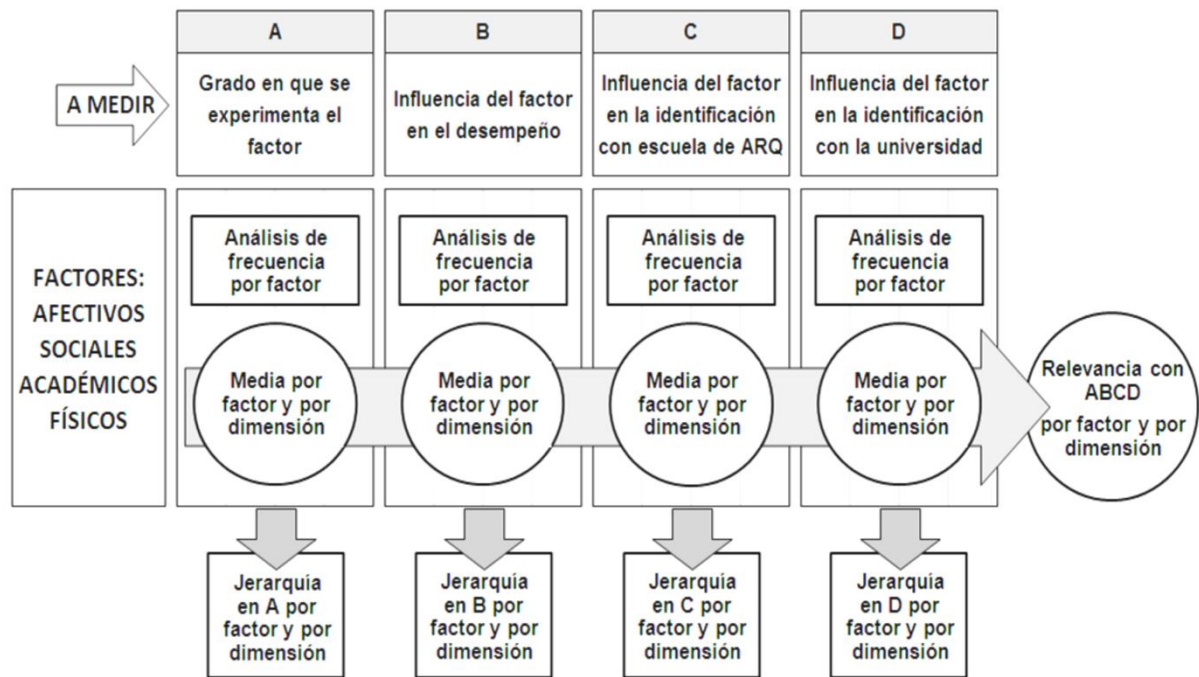 A
B
C
D
A MEDIR
Grado en que se
experimenta el
factor
Influencia del factor
en el desempeño
Influencia del factor
en la identificación
con escuela de ARQ
Influencia del factor
en la identificación
con la universidad
FACTORES:
AFECTIVOS
SOCIALES
ACADÉMICOS
FÍSICOS
Análisis de
frecuencia
por factor
Análisis de
frecuencia
por factor
Análisis de
frecuencia
por factor
Análisis de
frecuencia
por factor
Media por
factor y por
dimensión
Media por
factor y por
dimensión
Media por
factor y por
dimensión
Media por
factor y por
dimensión
Relevancia con
ABCD
por factor y por
dimensión
Jerarquía
en A por
factor y por
dimensión
Jerarquía
en B por
factor y por
dimensión
Jerarquía
en C por
factor y por
dimensión
Jerarquía
en D por
factor y por
dimensión